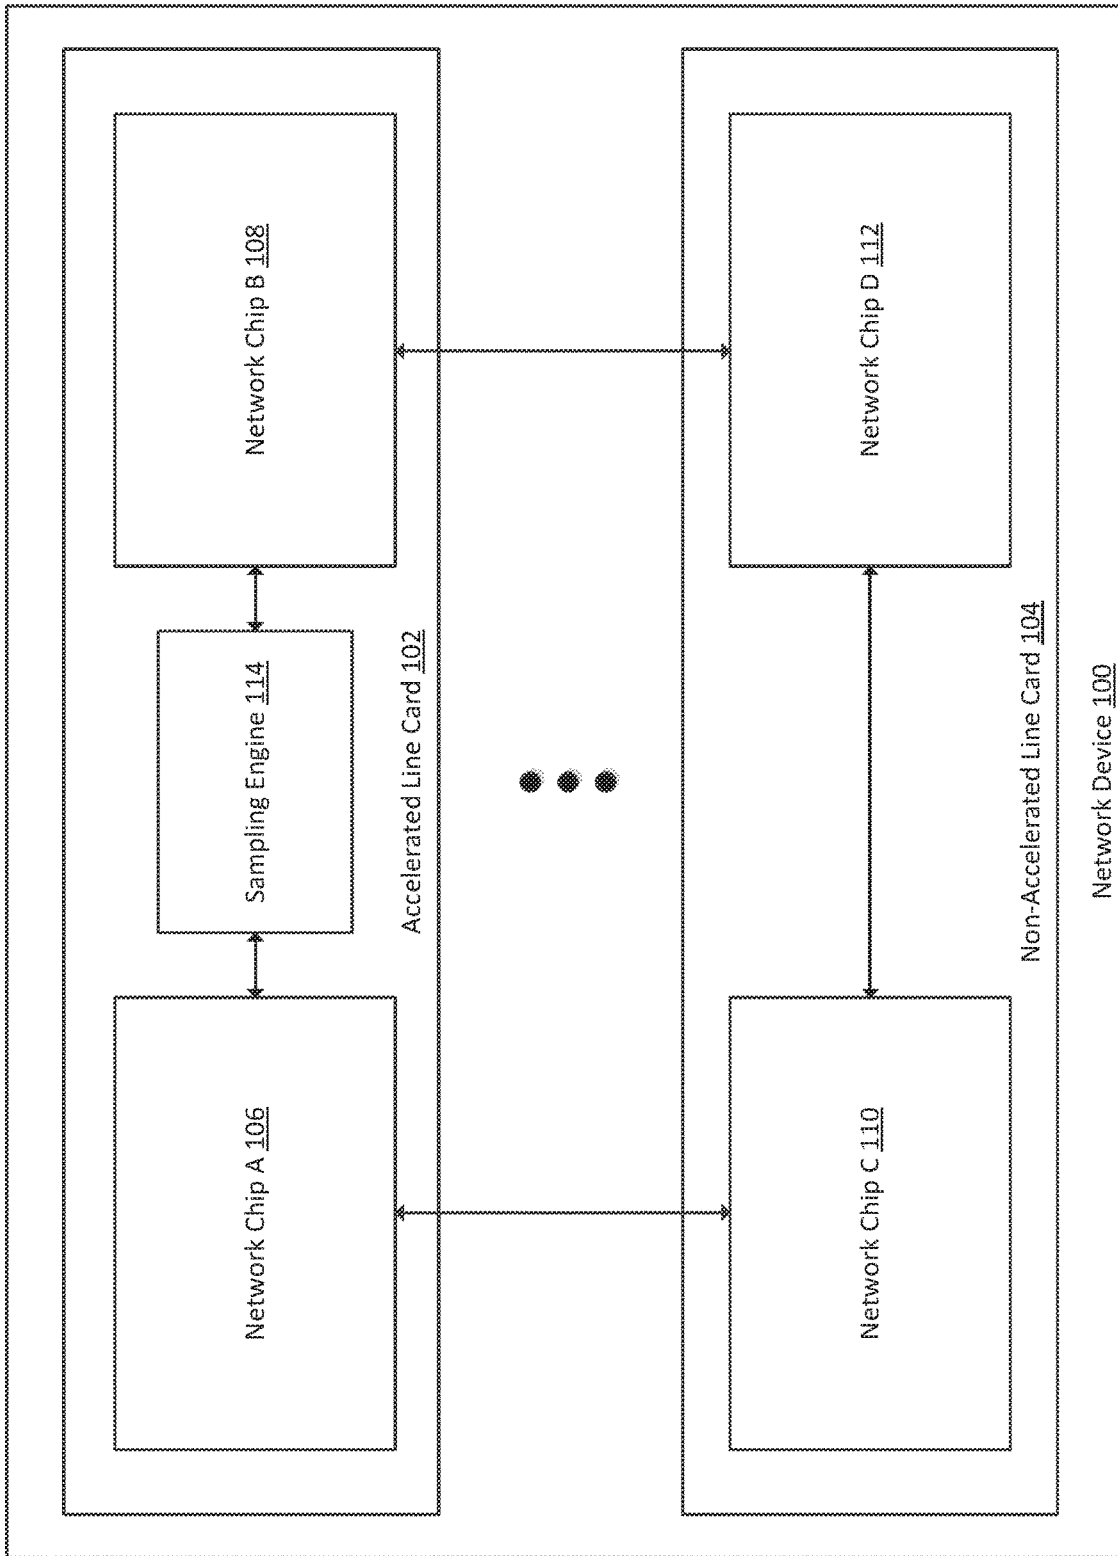 Network Chip A 106
Sampling Engine 114
Network Chip B 108
Accelerated Line Card 102
Network Chip C 110
Network Chip D 112
Non-Accelerated Line Card 104
Network Device 100